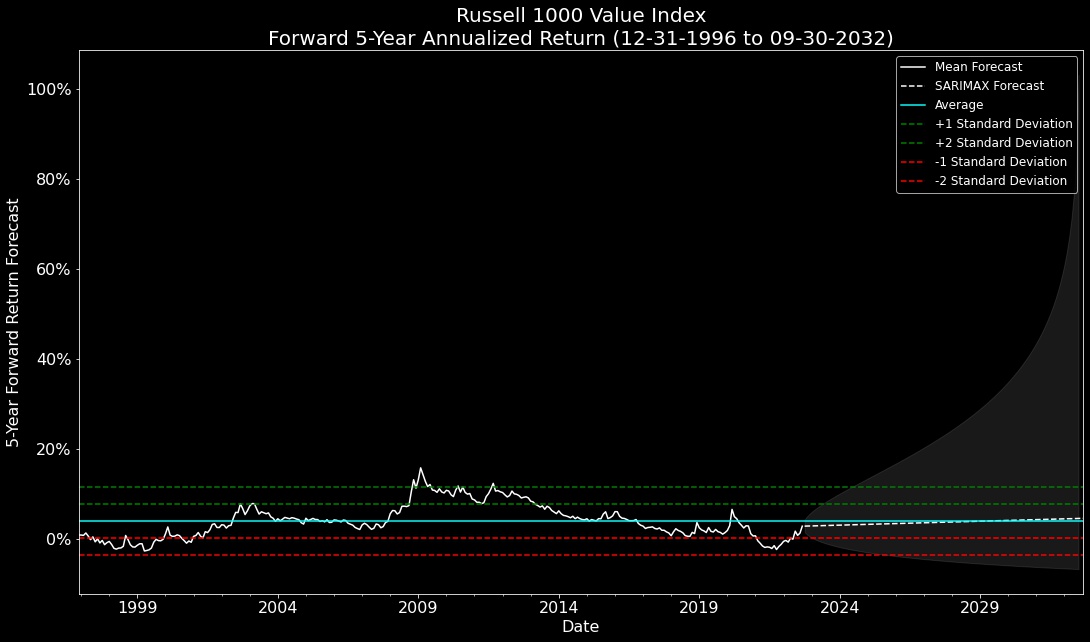 Russell 1000 Value Index
Forward 5-Year Annualized Return (12-31-1996 to 09-30-2032)
Mean Forecast
SARIMAX Forecast
Average
+1 Standard Deviation
+2 Standard Deviation
-1 Standard Deviation
-2 Standard Deviation
5-Year Forward Return Forecast
100%
80%
60%
40%
20%
0%
1999 2004 2009 2014 2019 2024 2029
Date